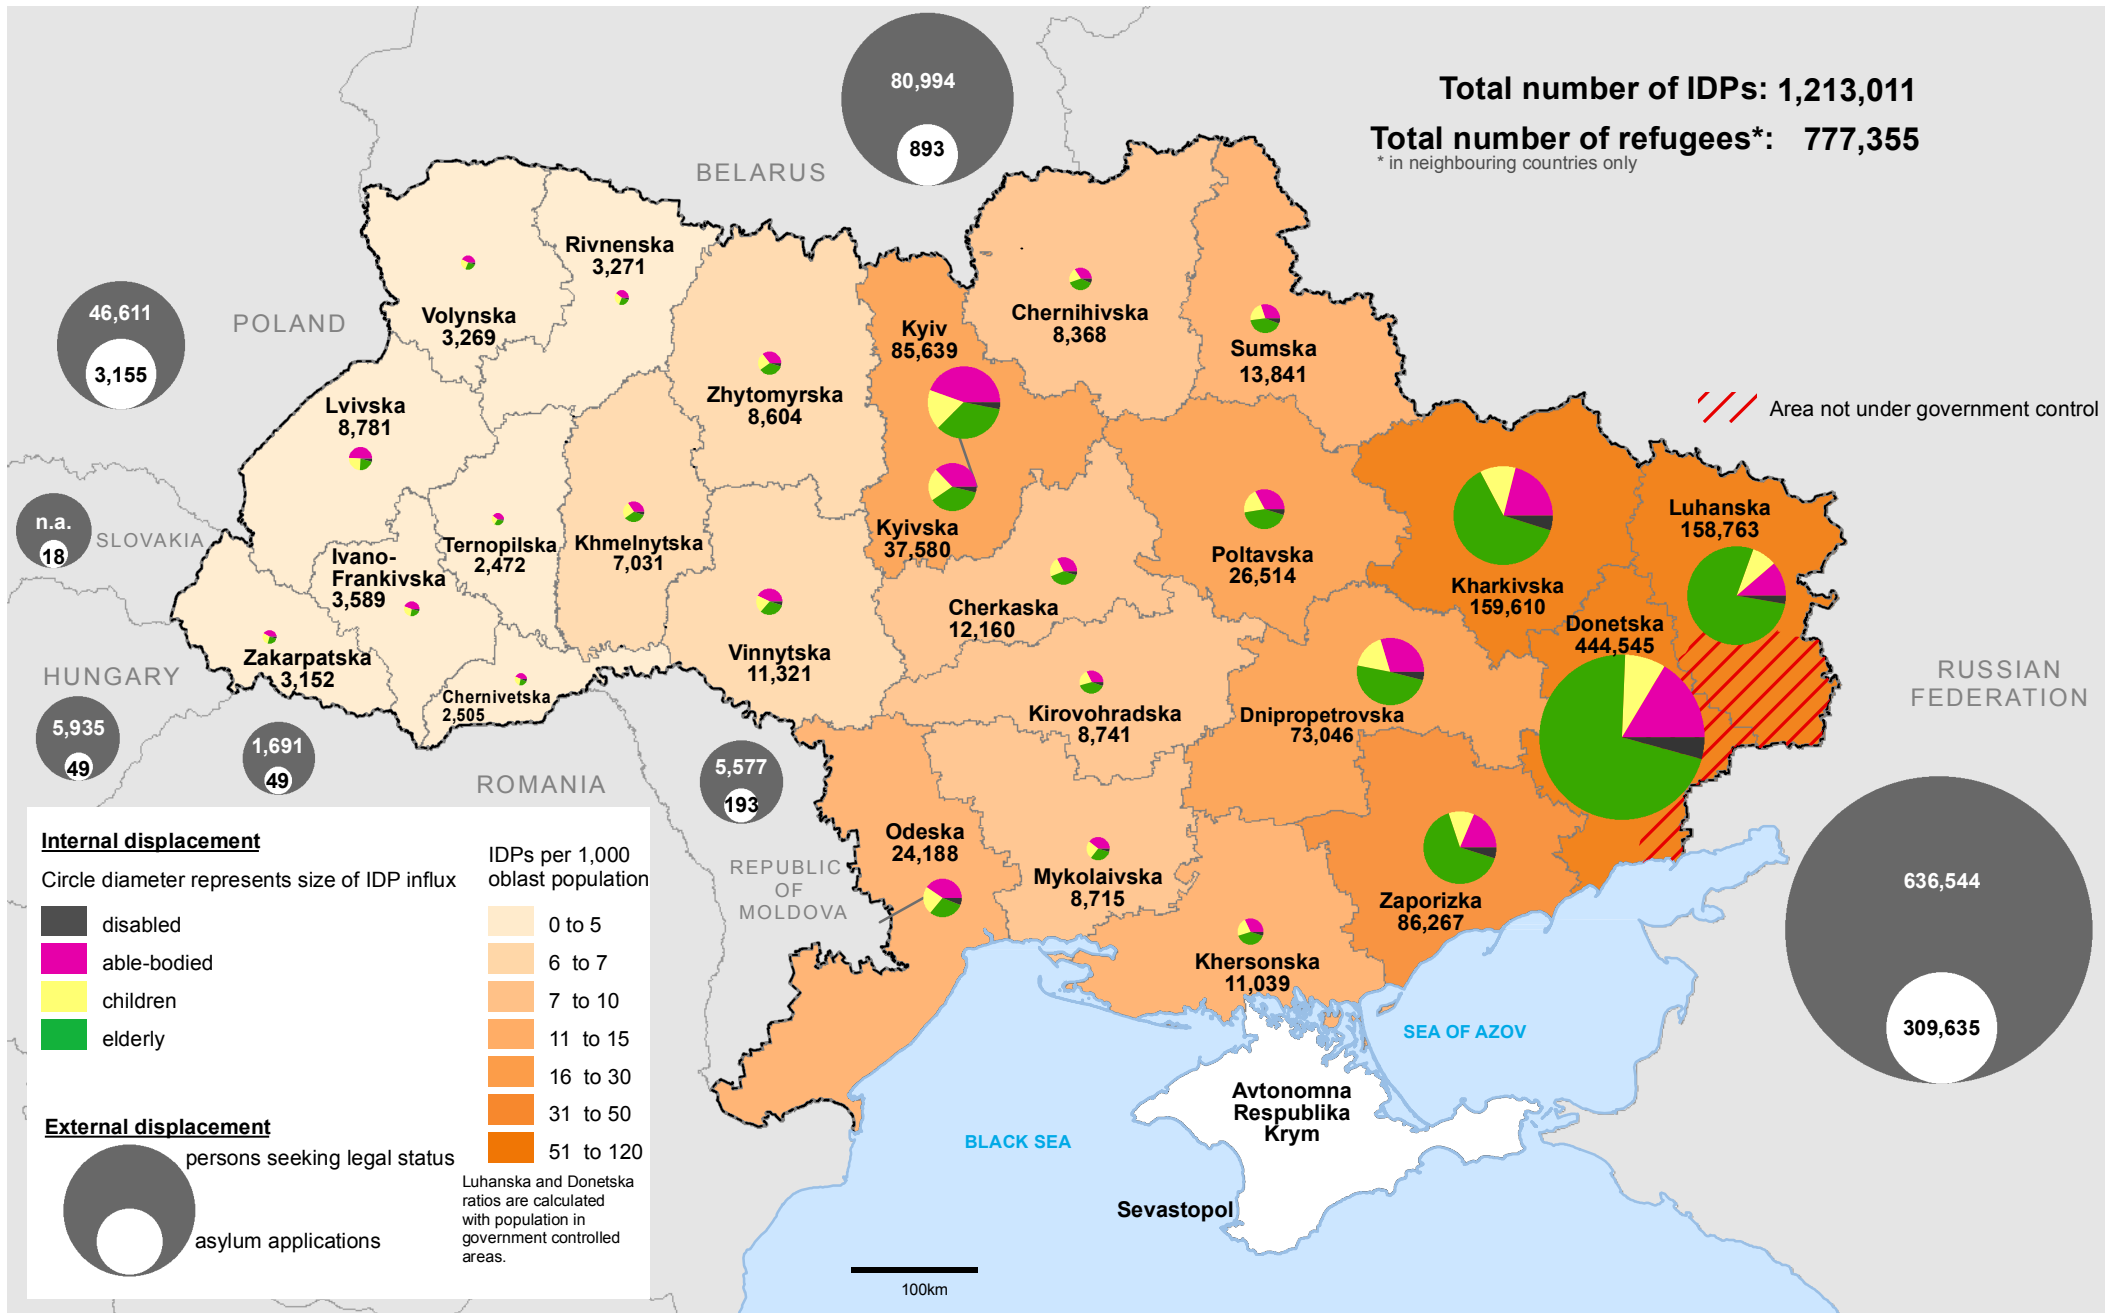 80,994
893
Total number of IDPs: 1,213,011
Total number of refugees*: 777,355
* in neighbouring countries only
BELARUS
Rivnenska
3,271
Volynska
3,269
46,611
3,155
POLAND
Kyiv
85,639
Chernihivska
8,368
Sumska
13,841
Zhytomyrska
8,604
Lvivska
8,781
Area not under government control
n.a.
18
SLOVAKIA
Ivano-
Frankivska
3,589
Ternopilska
2,472
Khmelnytska
7,031
Kyivska
37,580
Poltavska
26,514
Kharkivska
159,610
Luhanska
158,763
Donetska
444,545
Cherkaska
12,160
Vinnytska
11,321
Zakarpatska
3,152
Chernivetska
2,505
HUNGARY
5,935
49
1,691
49
ROMANIA
5,577
193
Kirovohradska
8,741
Dnipropetrovska
73,046
RUSSIAN
FEDERATION
REPUBLIC
OF
MOLDOVA
Odeska
24,188
Mykolaivska
8,715
Zaporizka
86,267
Khersonska
11,039
636,544
309,635
SEA OF AZOV
Avtonomna
Respublika
Krym
BLACK SEA
Sevastopol
100km
Internal displacement
Circle diameter represents size of IDP influx
disabled
able-bodied
children
elderly
IDPs per 1,000
oblast population
0 to 5
6 to 7
7 to 10
11 to 15
16 to 30
31 to 50
51 to 120
Luhanska and Donetska
ratios are calculated
with population in
government controlled
areas.
External displacement
persons seeking legal status
asylum applications